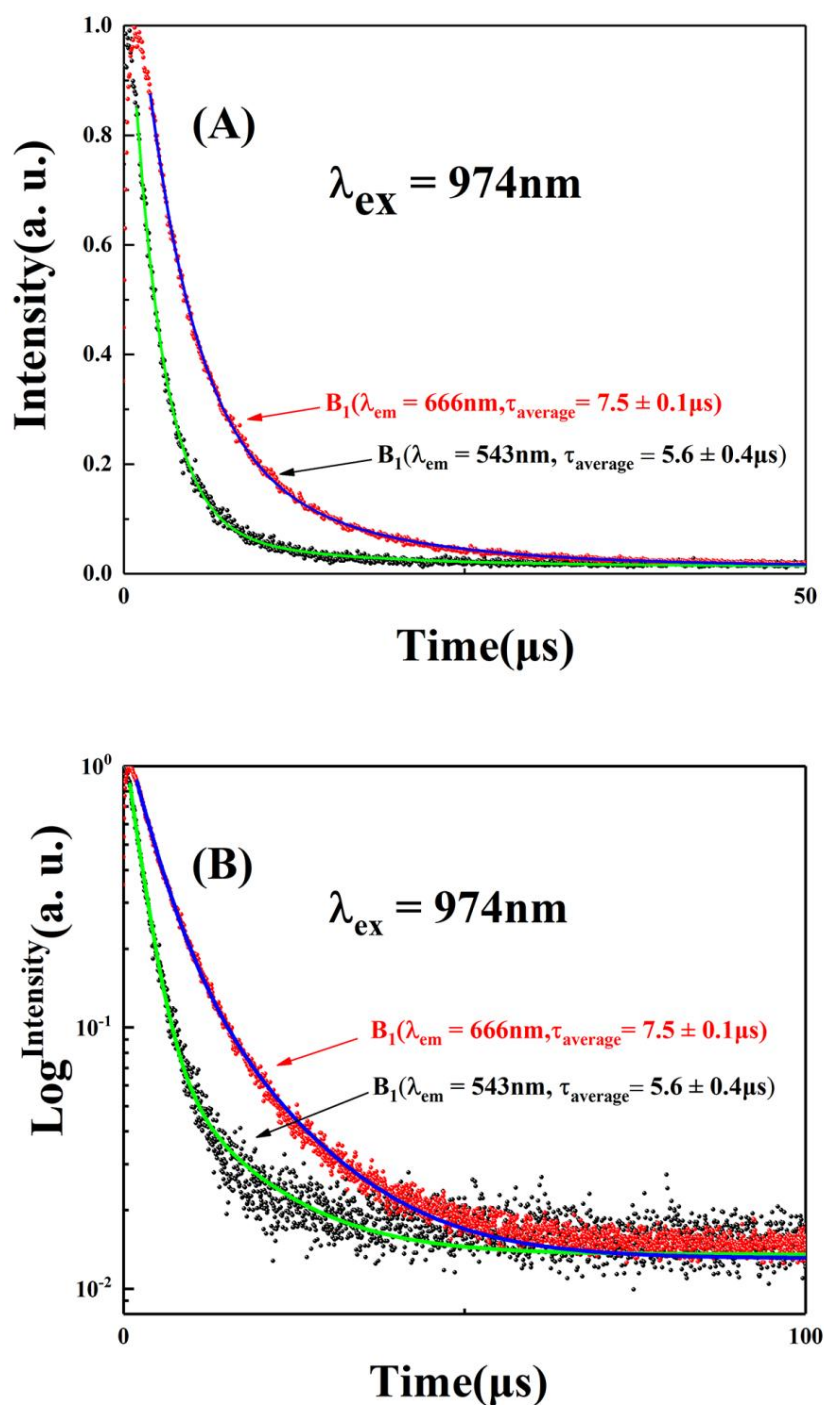 1.0
(A)
0.8
λex = 974nm
Intensity(a. u.)
0.6
0.4
B1(λem = 666nm,τaverage= 7.5 ± 0.1μs)
B1(λem = 543nm, τaverage = 5.6 ± 0.4μs)
0.2
0.0
0
50
Time(μs)
10^0
(B)
λex = 974nm
Log^Intensity(a. u.)
B1(λem = 666nm,τaverage= 7.5 ± 0.1μs)
10^-1
B1(λem = 543nm, τaverage= 5.6 ± 0.4μs)
10^-2
0
100
Time(μs)